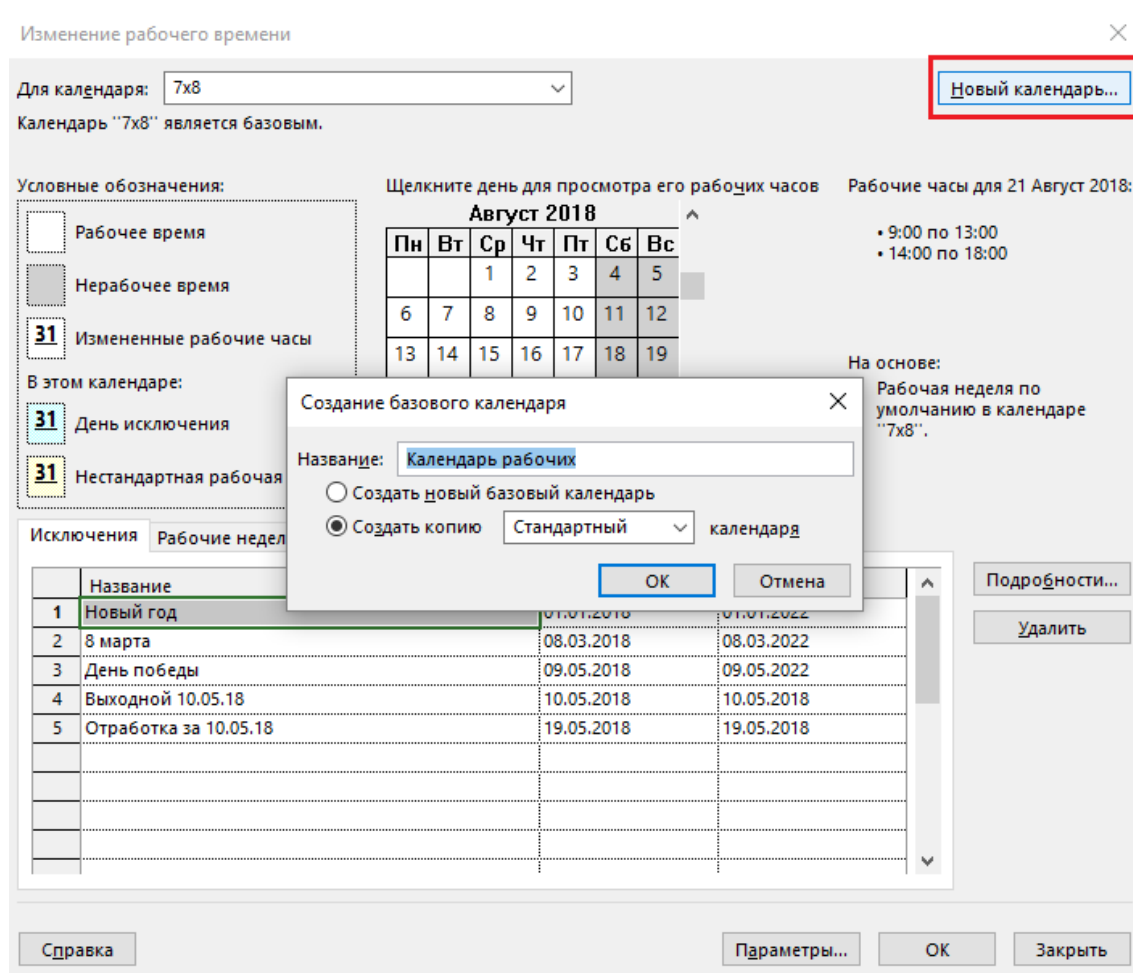 Изменение рабочего времени
Для календаря: 7x8
Новый календарь...
Календарь ''7x8'' является базовым.
Условные обозначения:
Рабочее время
Нерабочее время
31 Измененные рабочие часы
В этом календаре:
31 День исключения
31 Нестандартная рабочая
Щелкните день для просмотра его рабочих часов
Август 2018
Пн Вт Ср Чт Пт Сб Вс
1 2 3 4 5
6 7 8 9 10 11 12
13 14 15 16 17 18 19
Рабочие часы для 21 Август 2018:
• 9:00 по 13:00
• 14:00 по 18:00
На основе:
Рабочая неделя по
умолчанию в календаре
''7x8''.
Создание базового календаря
Название: Календарь рабочих
Создать новый базовый календарь
Создать копию Стандартный календаря
ОК Отмена
Исключения Рабочие недел
Название
1 Новый год 01.01.2018 01.01.2022
2 8 марта 08.03.2018 08.03.2022
3 День победы 09.05.2018 09.05.2022
4 Выходной 10.05.18 10.05.2018 10.05.2018
5 Отработка за 10.05.18 19.05.2018 19.05.2018
Подробности...
Удалить
Справка Параметры... ОК Закрыть